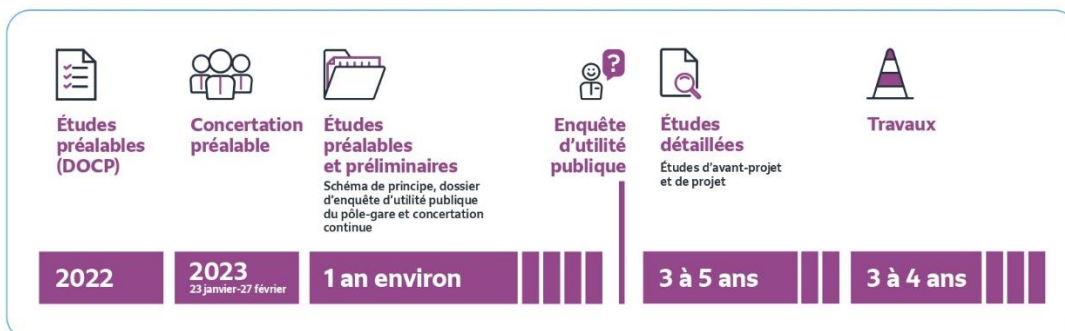 Études
préalables
(DOCP)
Concertation
préalable
Études
préalables
et préliminaires
Schéma de principe, dossier
d'enquête d'utilité publique
du pôle-gare et concertation
continue
?
Enquête
d'utilité
publique
Études
détaillées
Études d'avant-projet
et de projet
Travaux
2022
2023
23 janvier-27 février
1 an environ
3 à 5 ans
3 à 4 ans